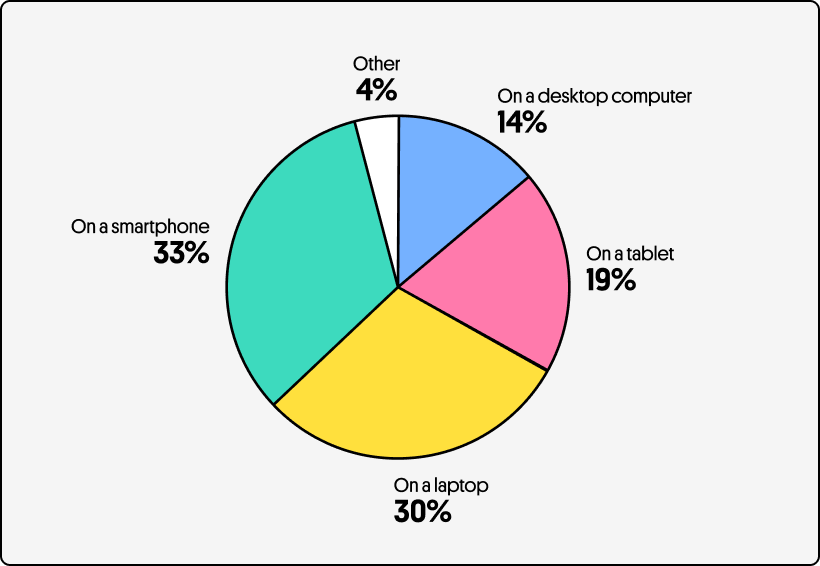 Other
4%
On a desktop computer
14%
On a smartphone
33%
On a tablet
19%
On a laptop
30%